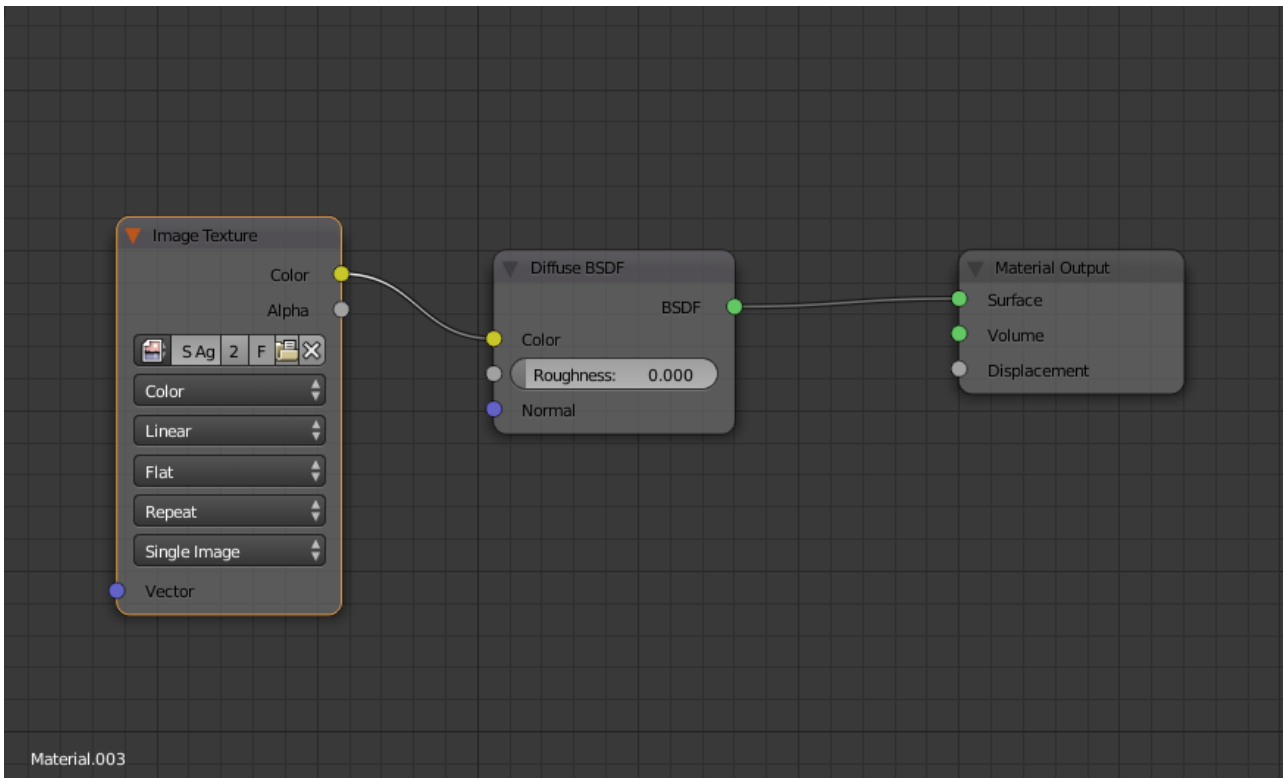 Image Texture
Color
Alpha
S Ag 2 F
Color
Linear
Flat
Repeat
Single Image
Vector
Diffuse BSDF
BSDF
Color
Roughness: 0.000
Normal
Material Output
Surface
Volume
Displacement
Material.003